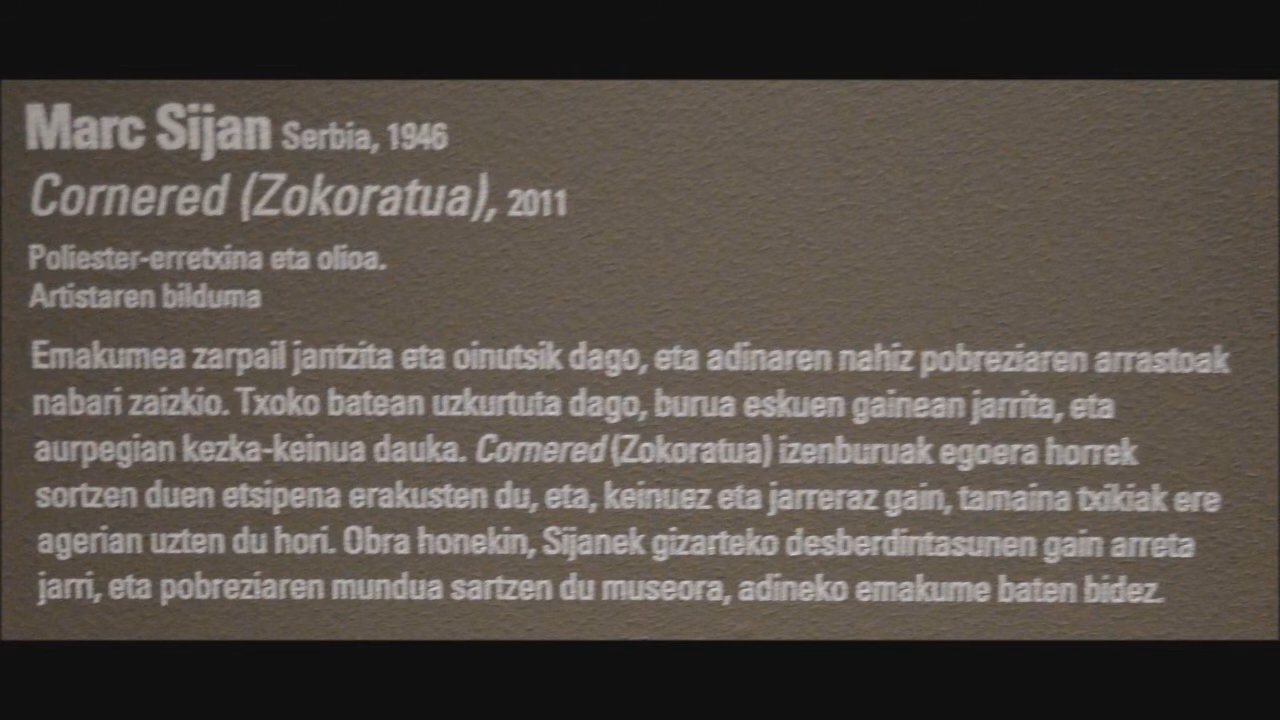 Marc Sijan Serbia, 1946
Cornered (Zokoratua), 2011
Poliester-erretxina eta olioa.
Artistaren bilduma
Emakumea zarpail jantzita eta oinutsik dago, eta adinaren nahiz pobreziaren arrastoak
nabari zaizkio. Txoko batean uzkurtuta dago, burua eskuen gainean jarrita, eta
aurpegian kezka-keinua dauka. Cornered (Zokoratua) izenburuak egoera horrek
sortzen duen etsipena erakusten du, eta, keinuez eta jarreraz gain, tamaina txikiak ere
agerian uzten du hori. Obra honekin, Sijanek gizarteko desberdintasunen gain arreta
jarri, eta pobreziaren mundua sartzen du museora, adineko emakume baten bidez.